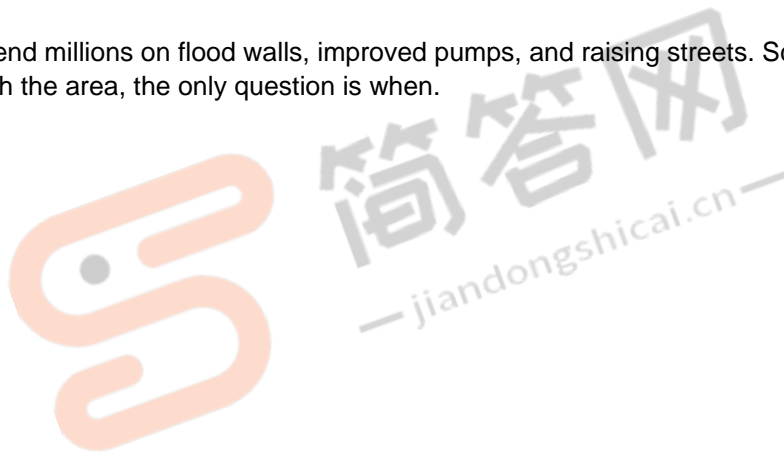 end millions on flood walls, improved pumps, and raising streets. So
h the area, the only question is when.
简答网
jiandongshicai.cn